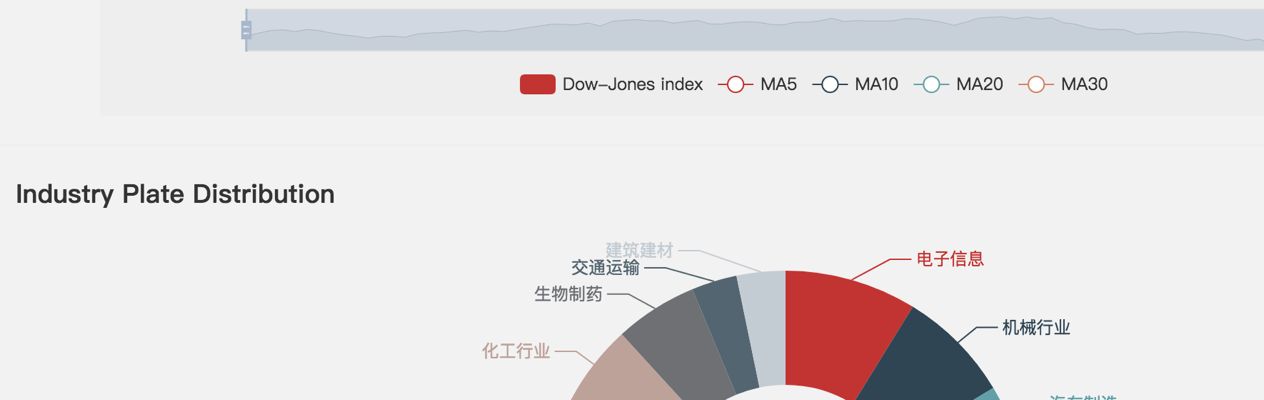 Dow-Jones index MA5 MA10 MA20 MA30
Industry Plate Distribution
建筑建材
电子信息
交通运输
生物制药
机械行业
化工行业